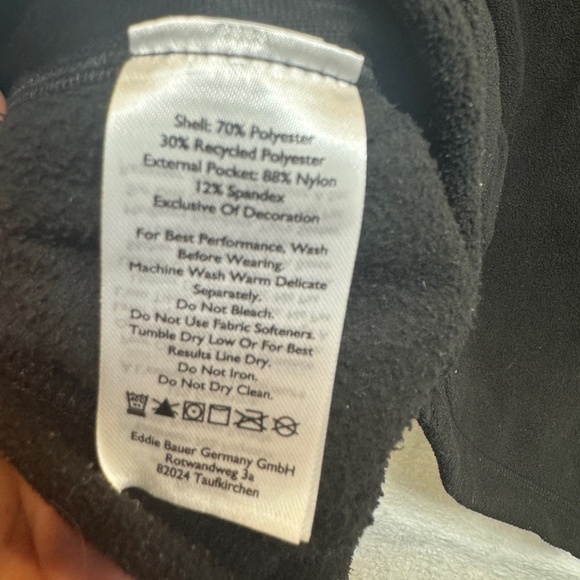 Shell: 70% Polyester
30% Recycled Polyester
External Pocket: 88% Nylon
12% Spandex
Exclusive Of Decoration
For Best Performance, Wash
Before Wearing.
Machine Wash Warm Delicate
Separately.
Do Not Bleach.
Do Not Use Fabric Softeners.
Tumble Dry Low Or For Best
Results Line Dry.
Do Not Iron.
Do Not Dry Clean.
Eddie Bauer Germany GmbH
Rotwandweg 3a
82024 Taufkirchen